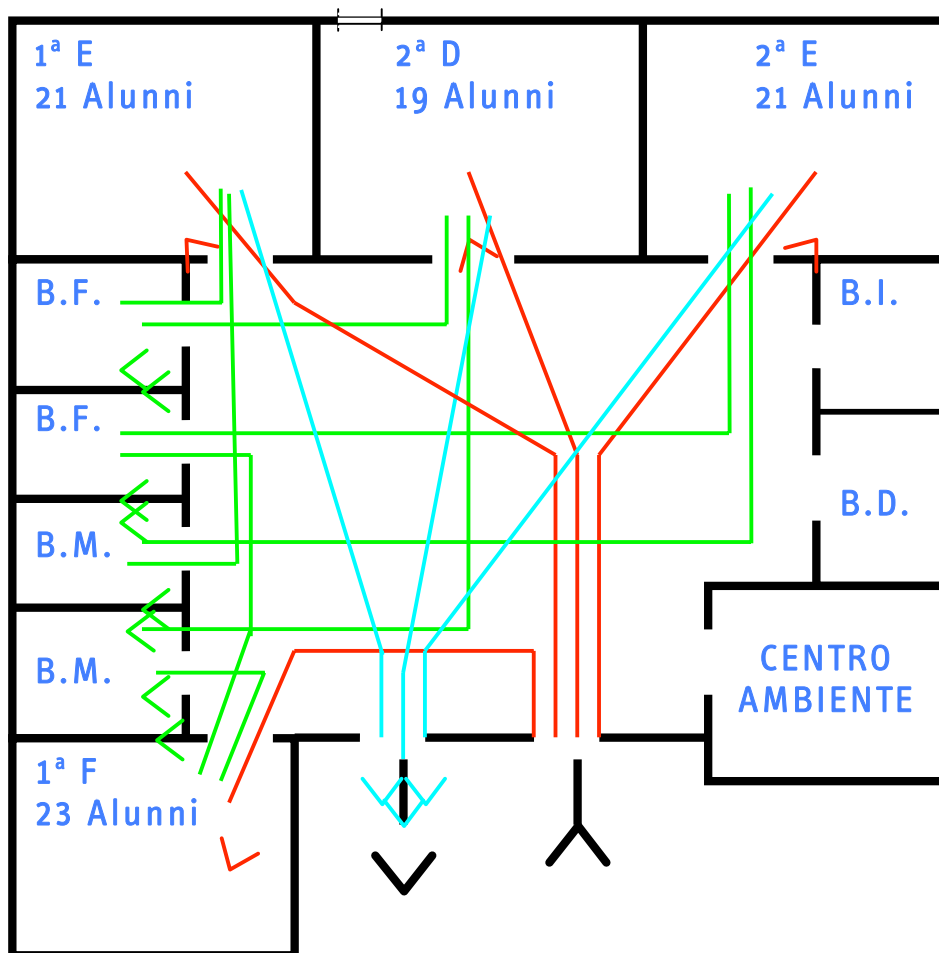 1ª E
21 Alunni
2ª D
19 Alunni
2ª E
21 Alunni
B.F.
B.I.
B.F.
B.D.
B.M.
CENTRO
AMBIENTE
B.M.
1ª F
23 Alunni